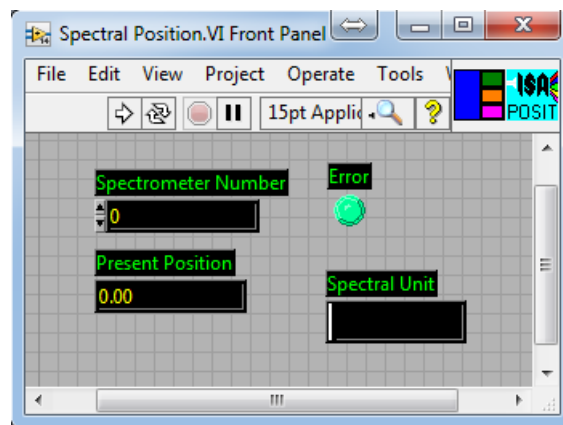 Spectral Position.VI Front Panel
File Edit View Project Operate Tools
15pt Applic
ISA
POSIT
Spectrometer Number
0
Error
Present Position
0.00
Spectral Unit